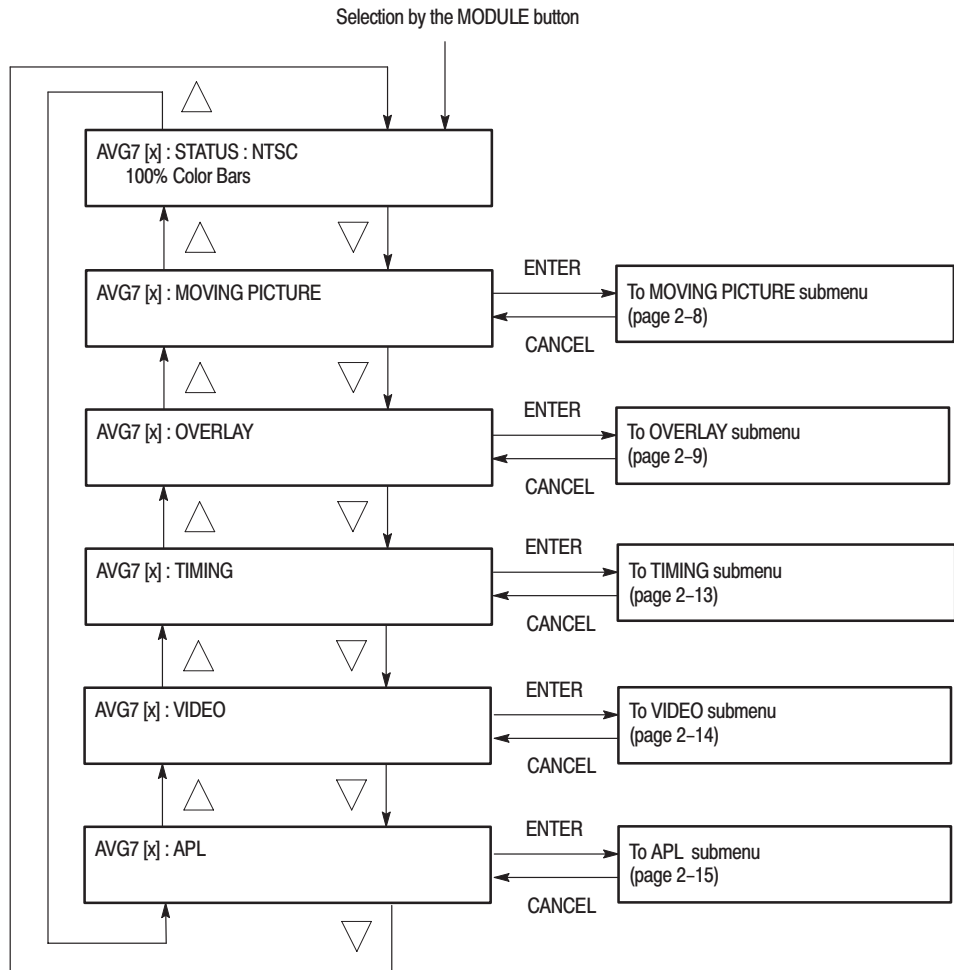 Selection by the MODULE button
AVG7 [x] : STATUS : NTSC
100% Color Bars
AVG7 [x] : MOVING PICTURE
ENTER
CANCEL
To MOVING PICTURE submenu
(page 2–8)
AVG7 [x] : OVERLAY
ENTER
CANCEL
To OVERLAY submenu
(page 2–9)
AVG7 [x] : TIMING
ENTER
CANCEL
To TIMING submenu
(page 2–13)
AVG7 [x] : VIDEO
ENTER
CANCEL
To VIDEO submenu
(page 2–14)
AVG7 [x] : APL
ENTER
CANCEL
To APL submenu
(page 2–15)